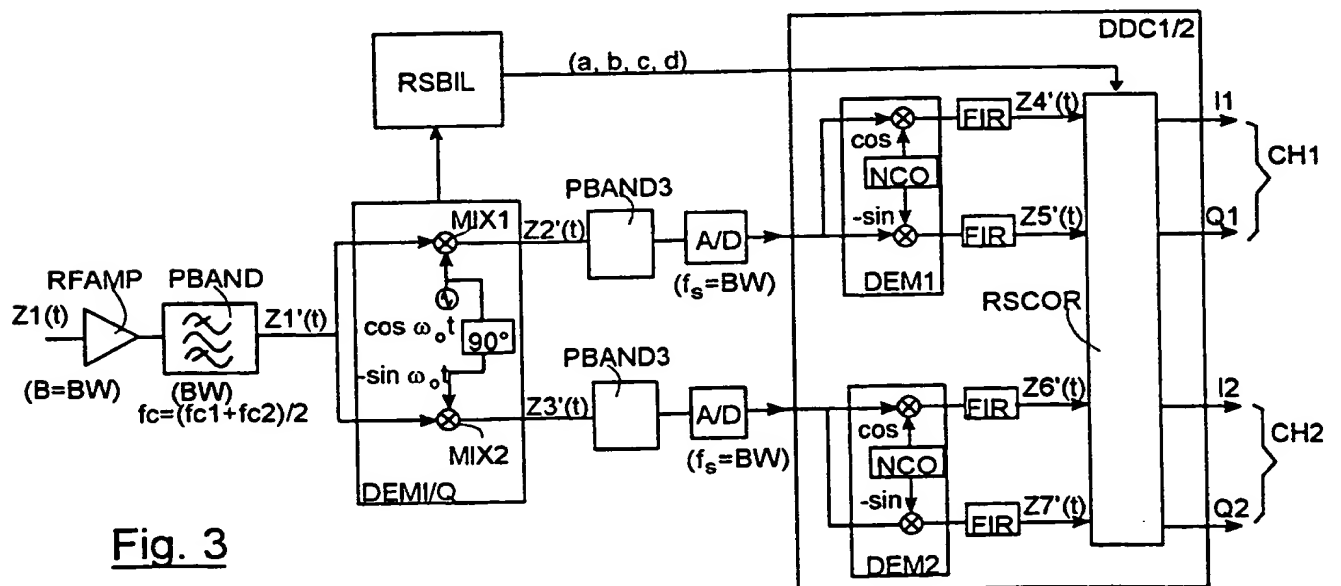 DDC1/2
RSBIL
(a, b, c, d)
FIR
Z4'(t)
I1
cos
NCO
CH1
PBAND3
MIX1
Z2'(t)
A/D
-sin
FIR
Z5'(t)
Q1
(fs=BW)
DEM1
RSCOR
RFAMP
PBAND
Z1(t)
Z1'(t)
cos ωot
90°
(B=BW)
(BW)
fc=(fc1+fc2)/2
-sin ωot
PBAND3
MIX2
Z3'(t)
A/D
(fs=BW)
DEMI/Q
FIR
Z6'(t)
I2
cos
NCO
CH2
-sin
FIR
Z7'(t)
Q2
DEM2
Fig. 3